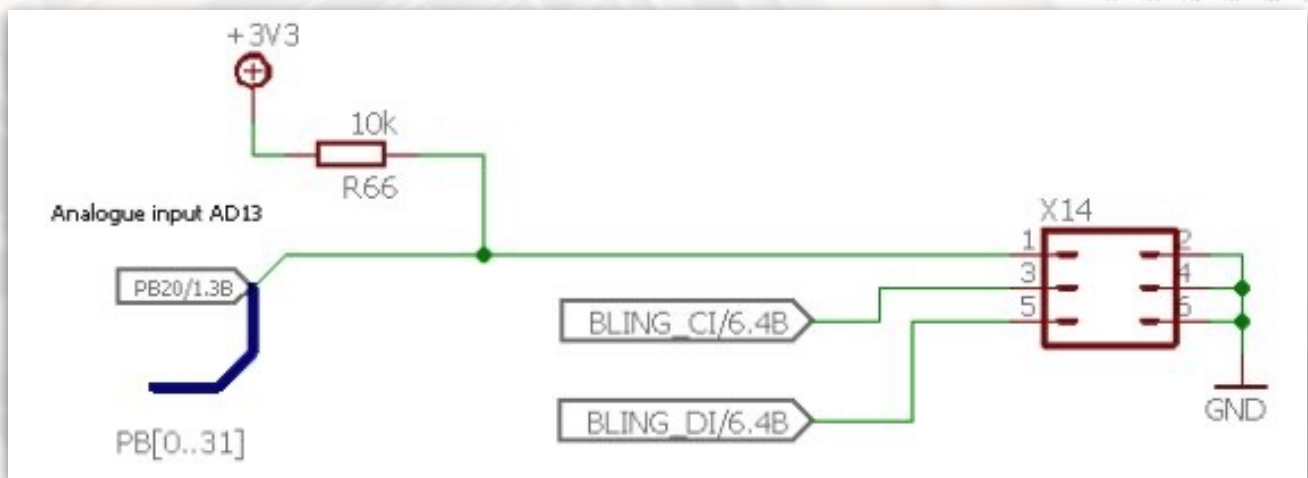 +3V3
10k
R66
Analogue input AD13
X14
1
2
PB20/1.3B
3
4
BLING_CI/6.4B
5
6
BLING_DI/6.4B
GND
PB[0..31]